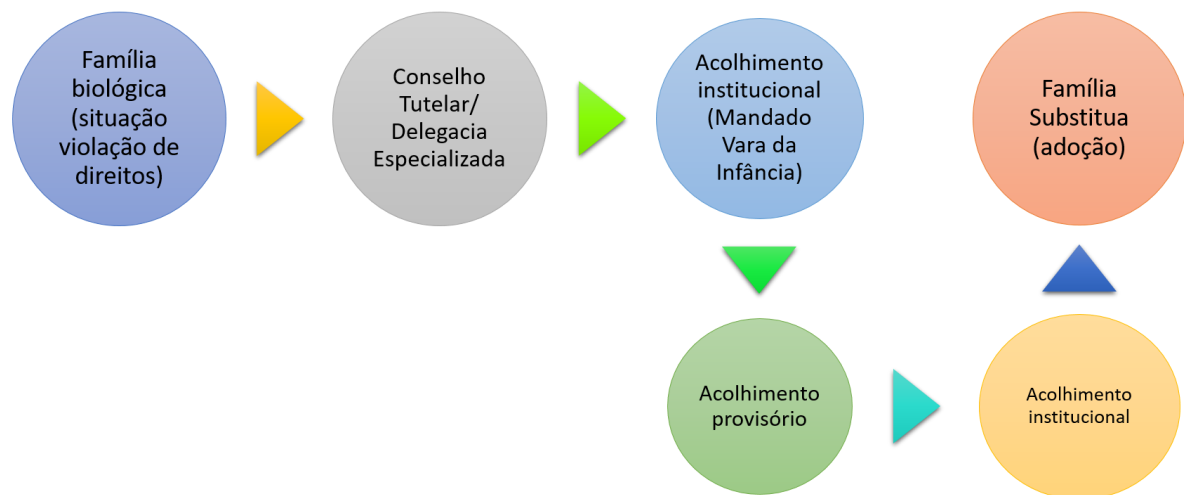 Família
biológica
(situação
violação de
direitos)
Conselho
Tutelar/
Delegacia
Especializada
Acolhimento
institucional
(Mandado
Vara da
Infância)
Família
Substitua
(adoção)
Acolhimento
provisório
Acolhimento
institucional